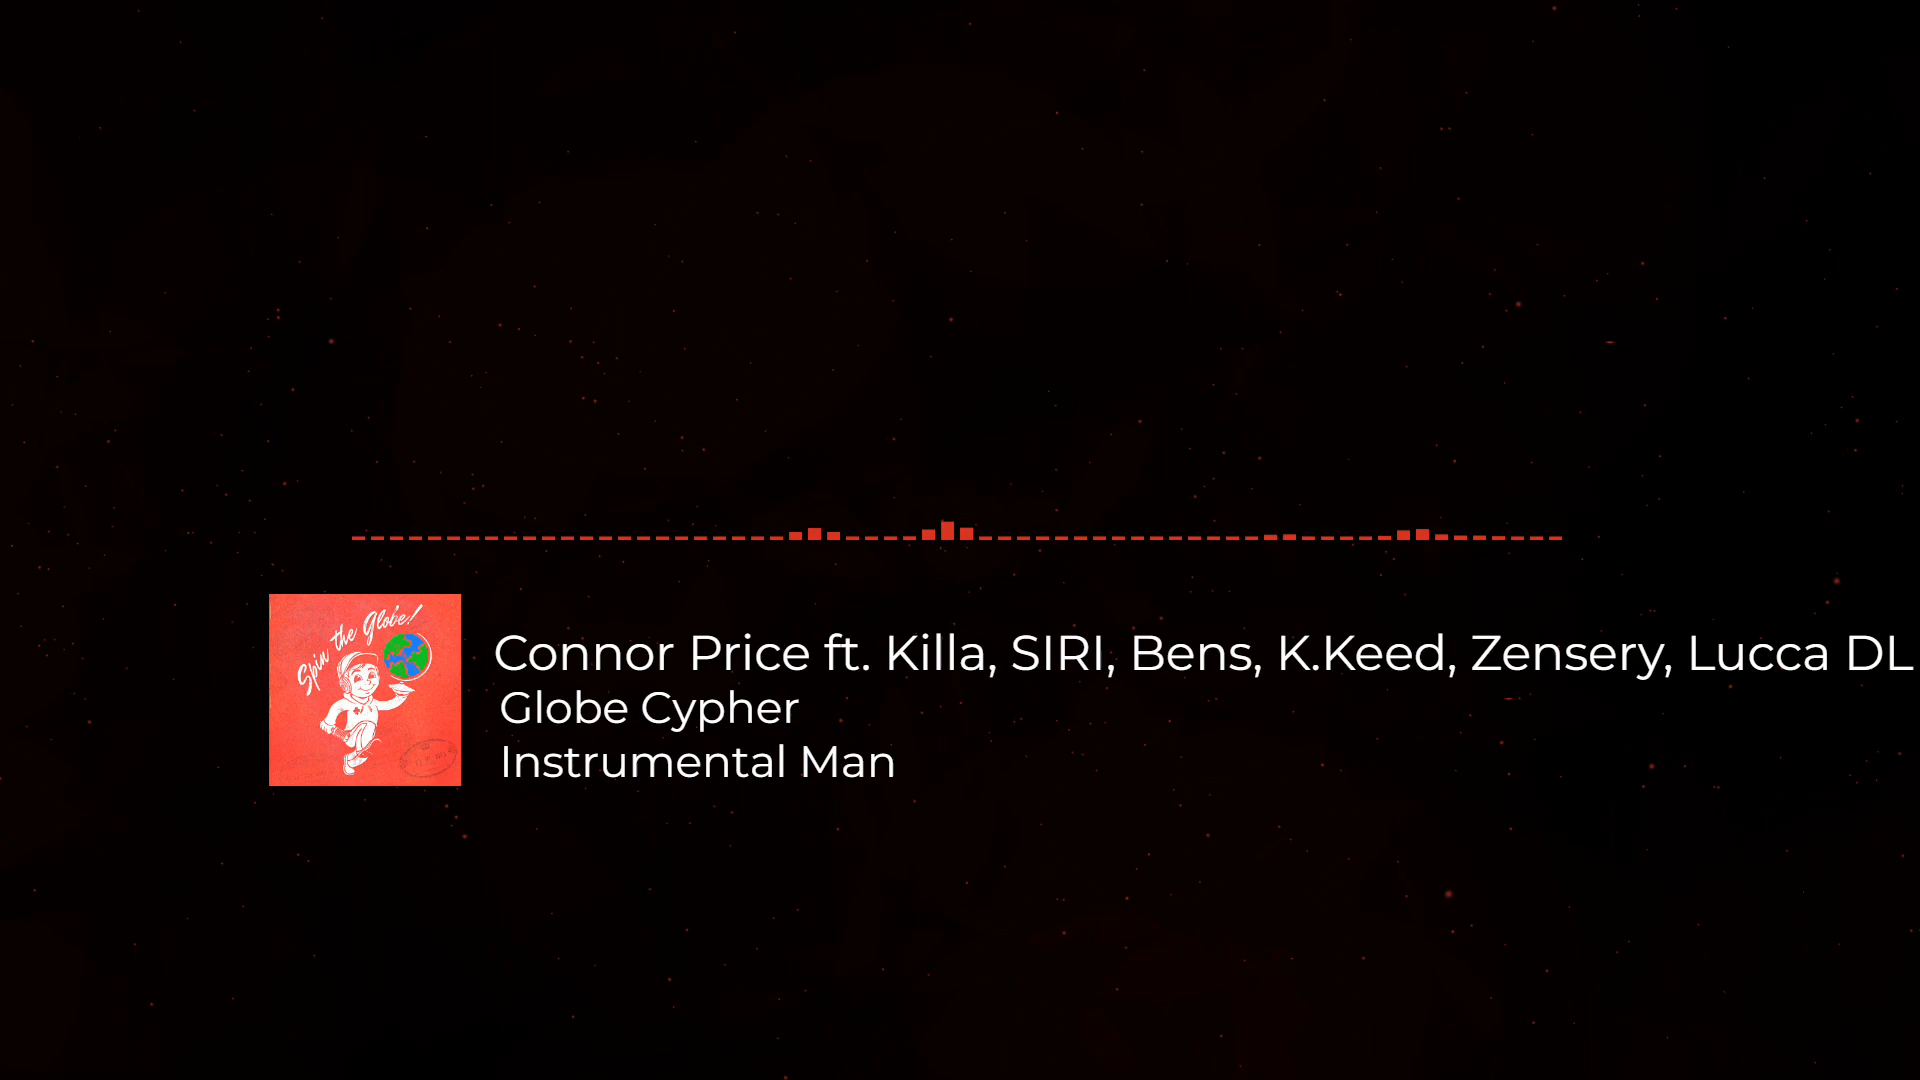 Spin the Globe!
Connor Price ft. Killa, SIRI, Bens, K.Keed, Zensery, Lucca DL
Globe Cypher
Instrumental Man